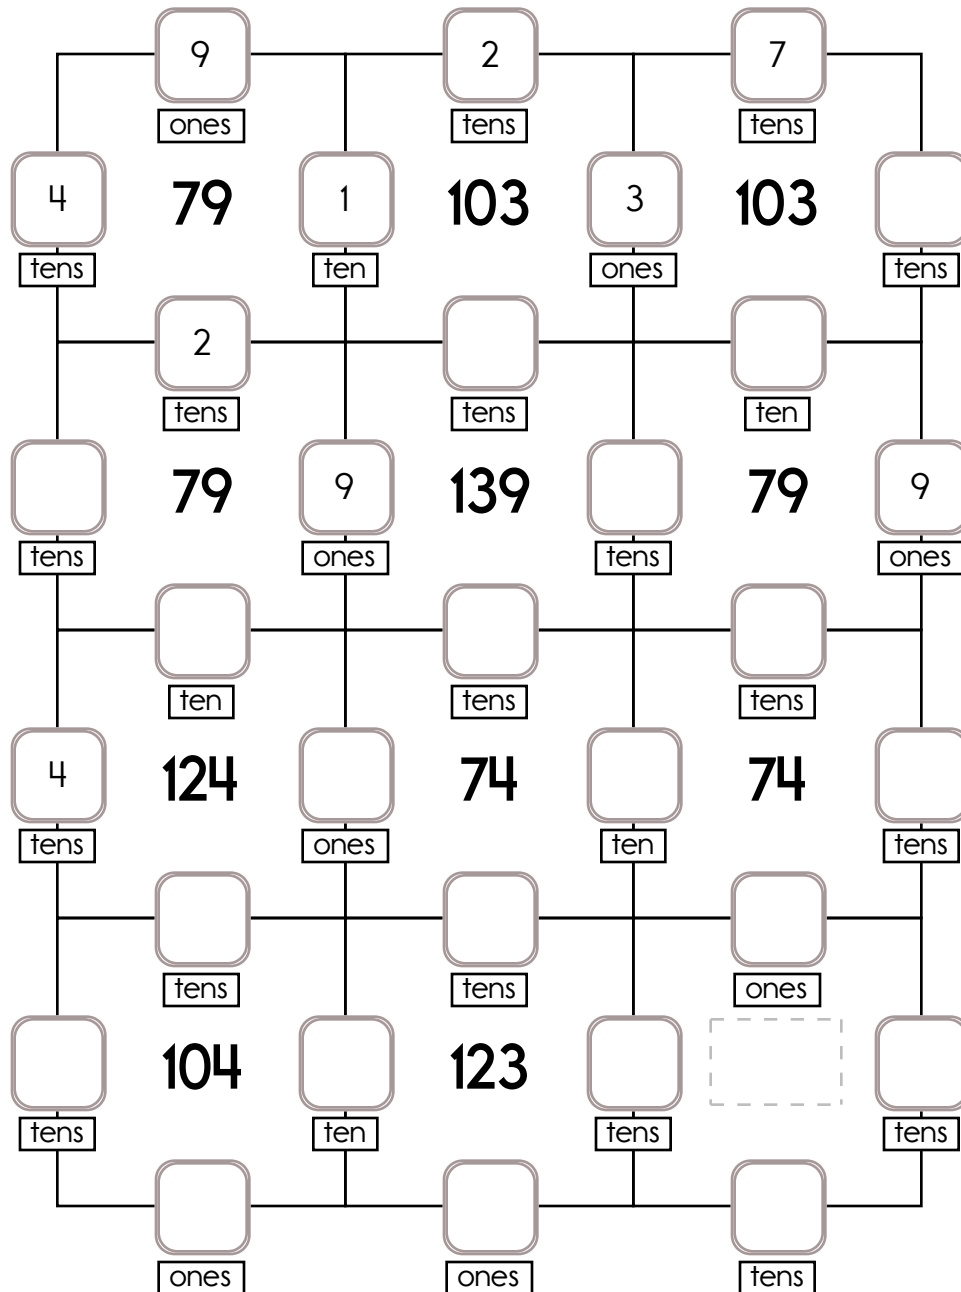 9 2 7
ones tens tens
4 79 1 103 3 103
tens ten ones tens
2
tens tens ten
79 9 139 79 9
tens ones tens ones
ten tens tens
4 124 74 74
tens ones ten tens
tens tens ones
104 123
tens ten tens tens
ones ones tens